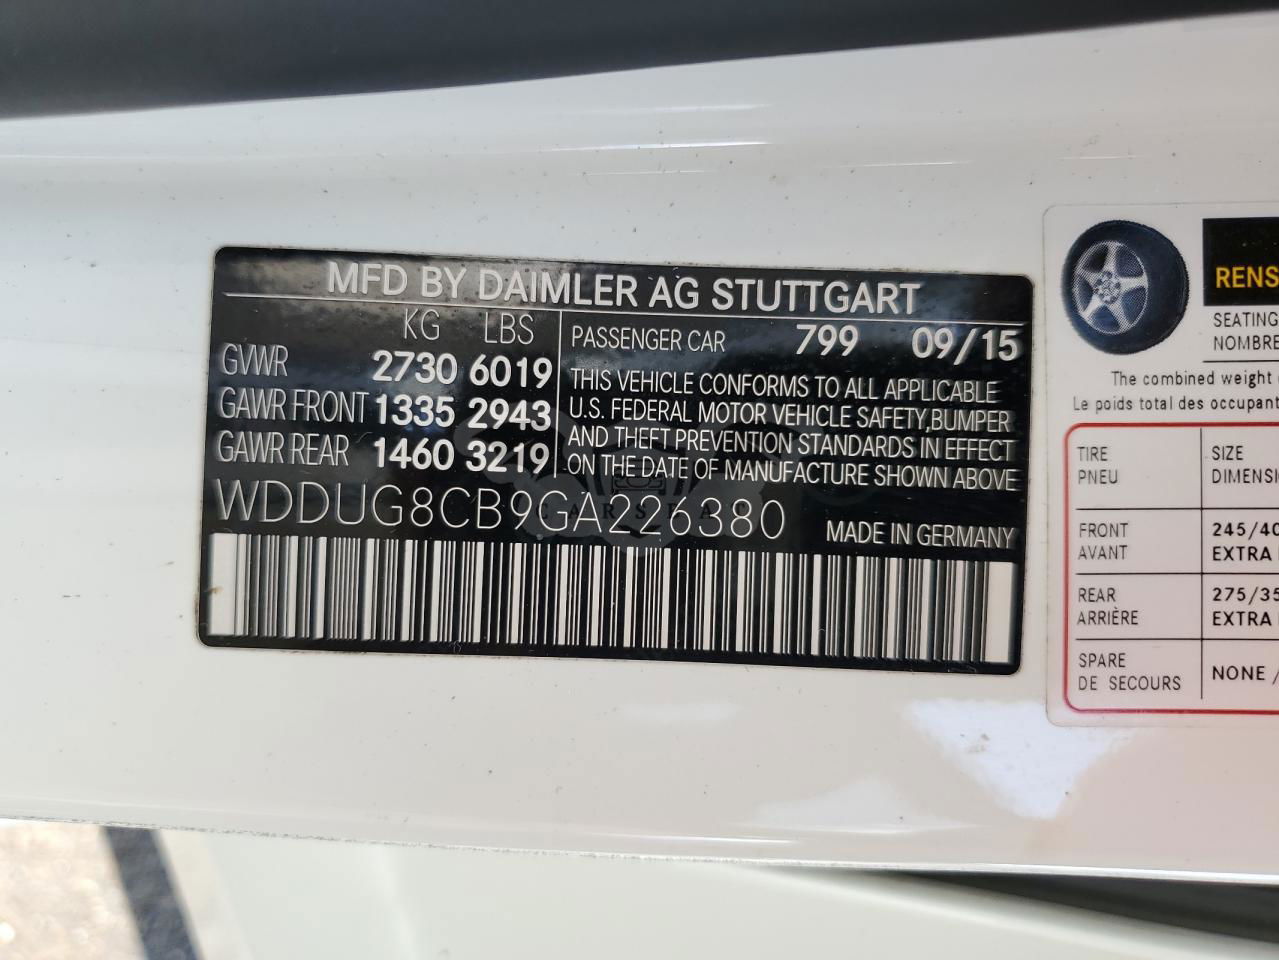 MFD BY DAIMLER AG STUTTGART
KG LBS
GVWR 2730 6019
GAWR FRONT 1335 2943
GAWR REAR 1460 3219
PASSENGER CAR 799 09/15
THIS VEHICLE CONFORMS TO ALL APPLICABLE
U.S. FEDERAL MOTOR VEHICLE SAFETY, BUMPER
AND THEFT PREVENTION STANDARDS IN EFFECT
ON THE DATE OF MANUFACTURE SHOWN ABOVE
WDDUG8CB9GA226380 MADE IN GERMANY
RENS
SEATING
NOMBRE
The combined weight
Le poids total des occupant
TIRE SIZE
PNEU DIMENSI
FRONT 245/40
AVANT EXTRA
REAR 275/35
ARRIÈRE EXTRA
SPARE NONE /
DE SECOURS